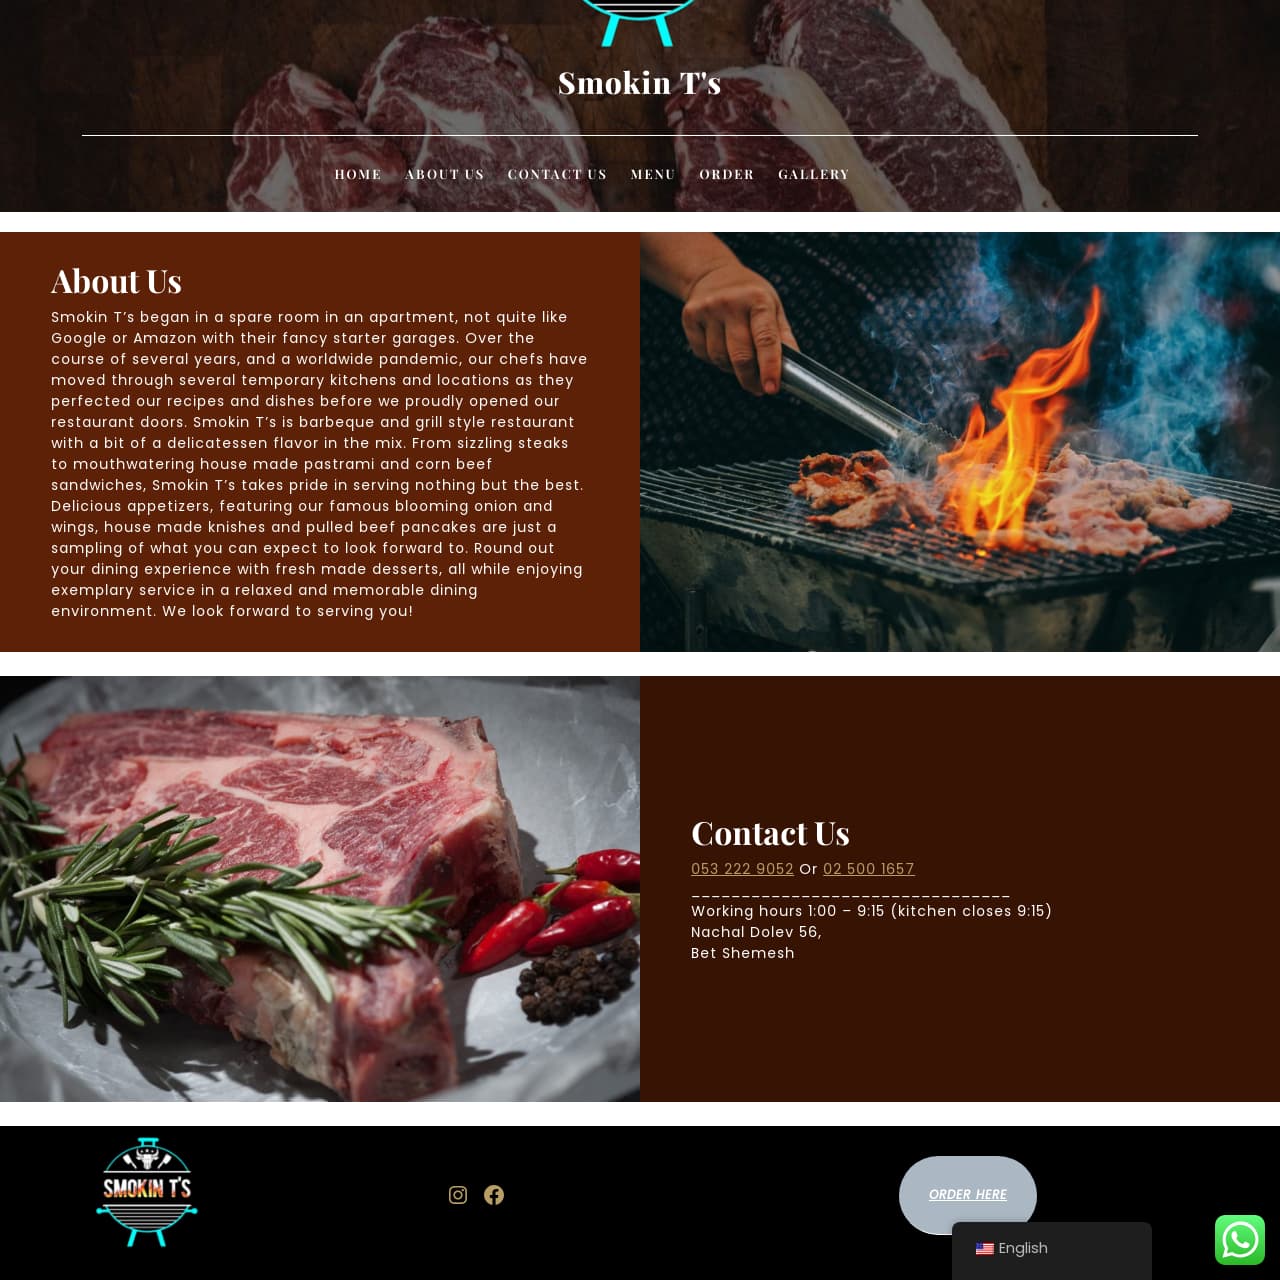 Smokin T's
HOME ABOUT US CONTACT US MENU ORDER GALLERY
About Us
Smokin T’s began in a spare room in an apartment, not quite like
Google or Amazon with their fancy starter garages. Over the
course of several years, and a worldwide pandemic, our chefs have
moved through several temporary kitchens and locations as they
perfected our recipes and dishes before we proudly opened our
restaurant doors. Smokin T’s is barbeque and grill style restaurant
with a bit of a delicatessen flavor in the mix. From sizzling steaks
to mouthwatering house made pastrami and corn beef
sandwiches, Smokin T’s takes pride in serving nothing but the best.
Delicious appetizers, featuring our famous blooming onion and
wings, house made knishes and pulled beef pancakes are just a
sampling of what you can expect to look forward to. Round out
your dining experience with fresh made desserts, all while enjoying
exemplary service in a relaxed and memorable dining
environment. We look forward to serving you!
Contact Us
053 222 9052 Or 02 500 1657
________________________________
Working hours 1:00 – 9:15 (kitchen closes 9:15)
Nachal Dolev 56,
Bet Shemesh
SMOKIN T'S
ORDER HERE
English